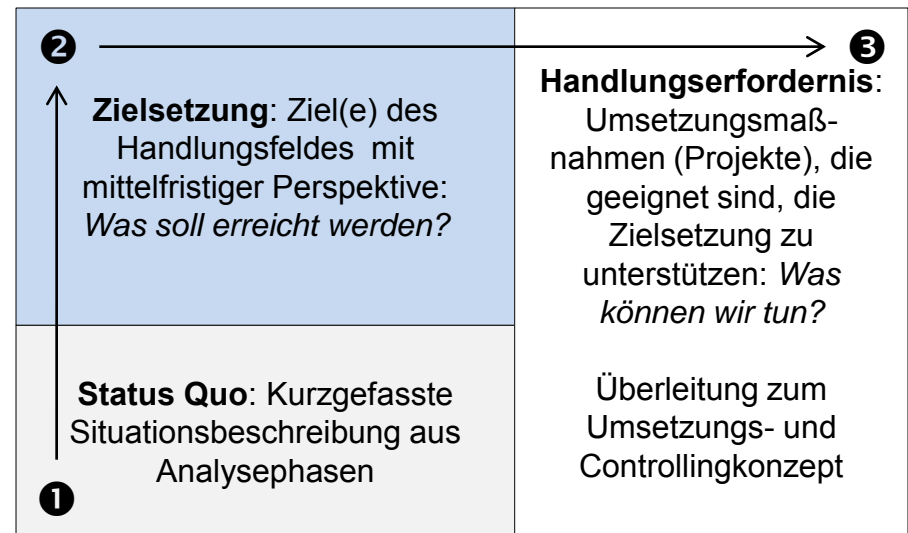 ❷
Zielsetzung: Ziel(e) des
Handlungsfeldes mit
mittelfristiger Perspektive:
Was soll erreicht werden?
❸
Handlungserfordernis:
Umsetzungsmaß-
nahmen (Projekte), die
geeignet sind, die
Zielsetzung zu
unterstützen: Was
können wir tun?
Überleitung zum
Umsetzungs- und
Controllingkonzept
Status Quo: Kurzgefasste
Situationsbeschreibung aus
Analysephasen
❶